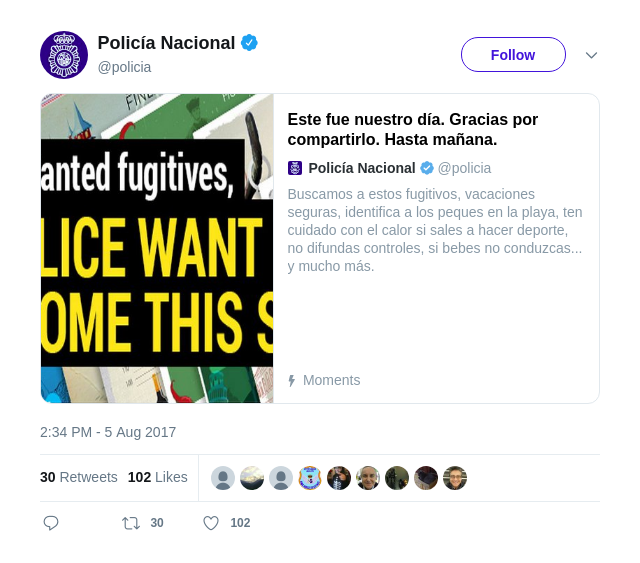 Policía Nacional
@policia
Follow
anted fugitives,
LICE WANT
OME THIS S
Este fue nuestro día. Gracias por
compartirlo. Hasta mañana.
Policía Nacional @policia
Buscamos a estos fugitivos, vacaciones
seguras, identifica a los peques en la playa, ten
cuidado con el calor si sales a hacer deporte,
no difundas controles, si bebes no conduzcas...
y mucho más.
Moments
2:34 PM - 5 Aug 2017
30 Retweets 102 Likes
30 102